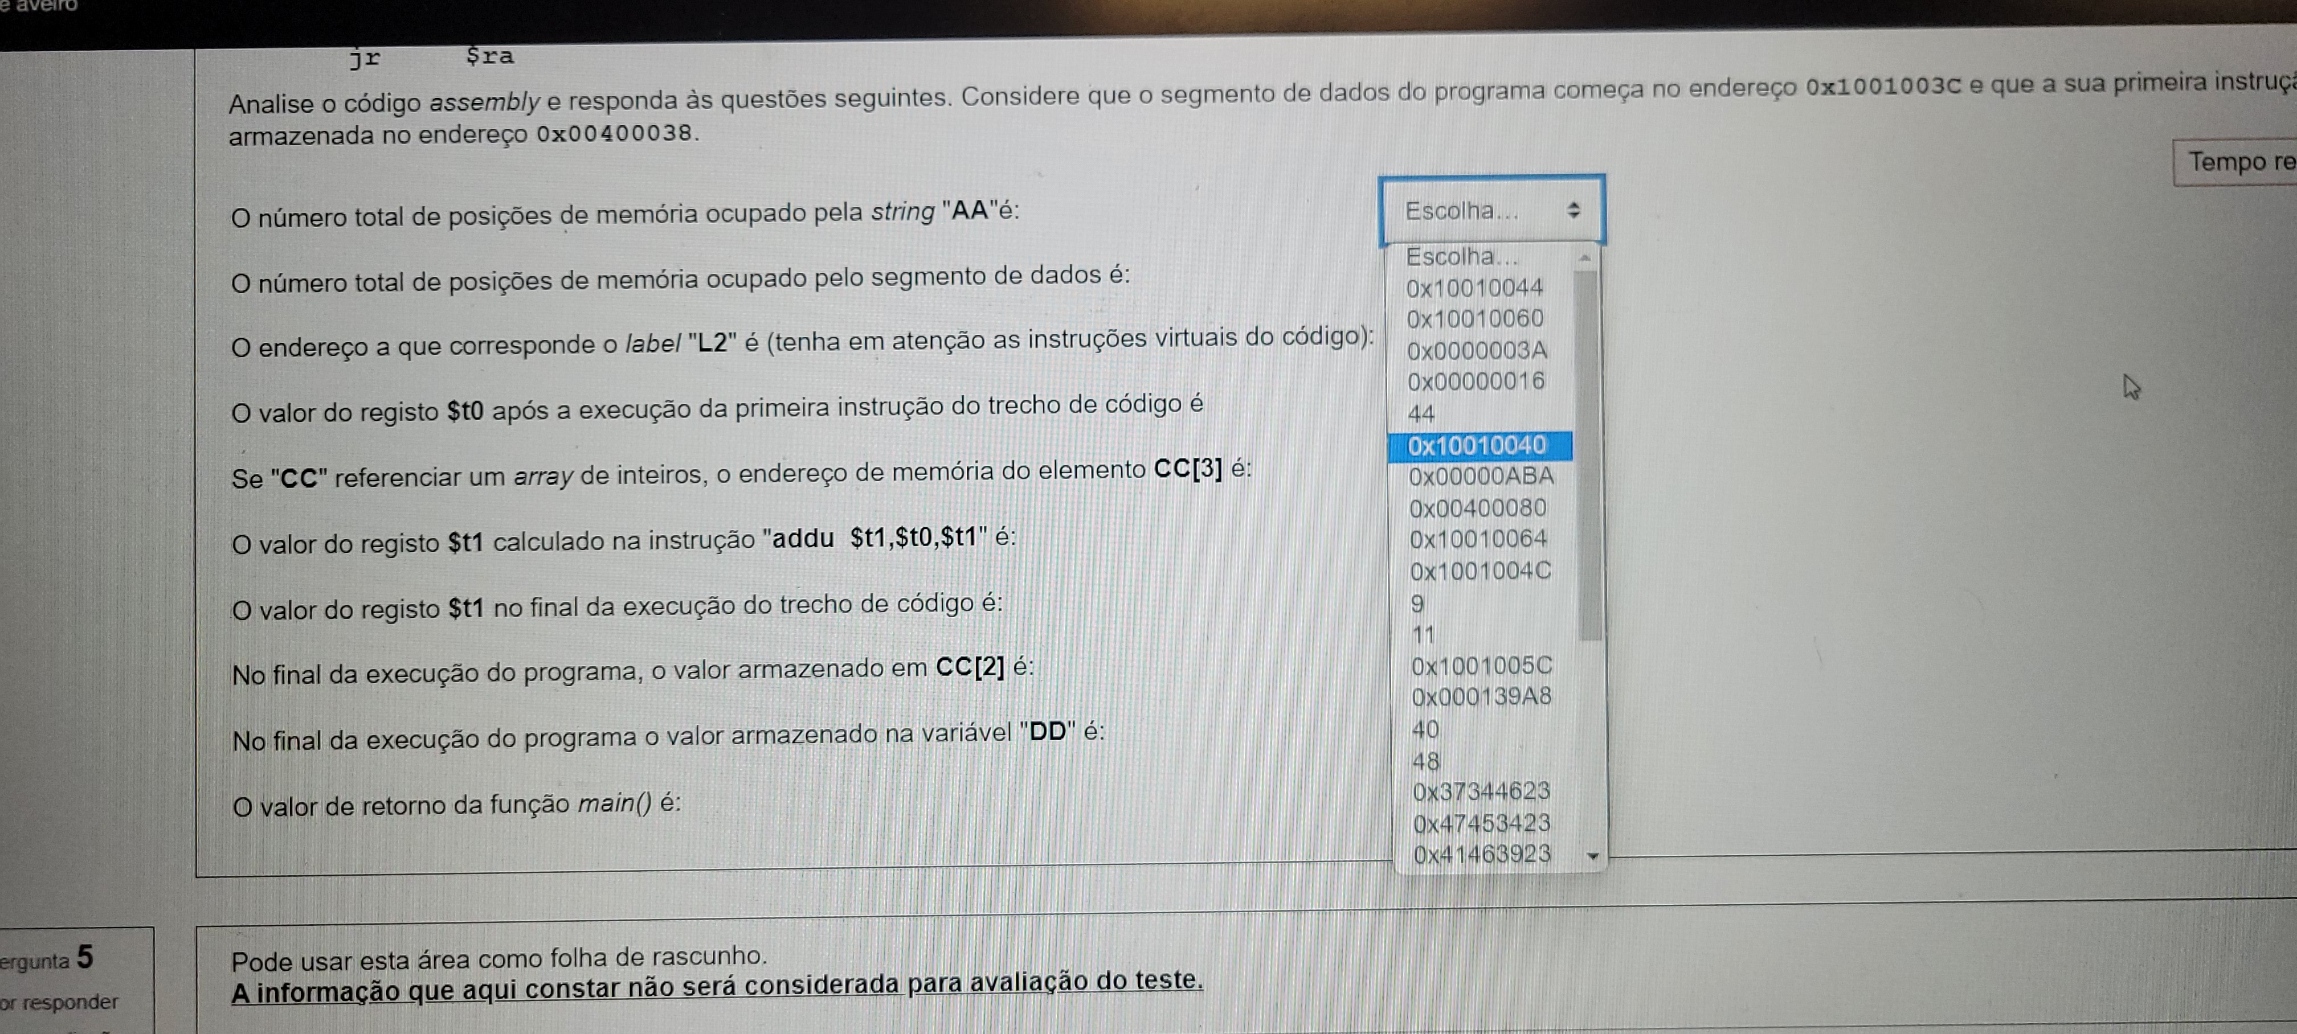 e aveiro
jr $ra
Analise o código assembly e responda às questões seguintes. Considere que o segmento de dados do programa começa no endereço 0x1001003C e que a sua primeira instruçã
armazenada no endereço 0x00400038.
Tempo re
O número total de posições de memória ocupado pela string "AA"é:
Escolha...
O número total de posições de memória ocupado pelo segmento de dados é:
O endereço a que corresponde o label "L2" é (tenha em atenção as instruções virtuais do código):
O valor do registo $t0 após a execução da primeira instrução do trecho de código é
Se "CC" referenciar um array de inteiros, o endereço de memória do elemento CC[3] é:
O valor do registo $t1 calculado na instrução "addu $t1,$t0,$t1" é:
O valor do registo $t1 no final da execução do trecho de código é:
No final da execução do programa, o valor armazenado em CC[2] é:
No final da execução do programa o valor armazenado na variável "DD" é:
O valor de retorno da função main() é:
Escolha...
0x10010044
0x10010060
0x0000003A
0x00000016
44
0x10010040
0x00000ABA
0x00400080
0x10010064
0x1001004C
9
11
0x1001005C
0x000139A8
40
48
0x37344623
0x47453423
0x41463923
ergunta 5
or responder
Pode usar esta área como folha de rascunho.
A informação que aqui constar não será considerada para avaliação do teste.